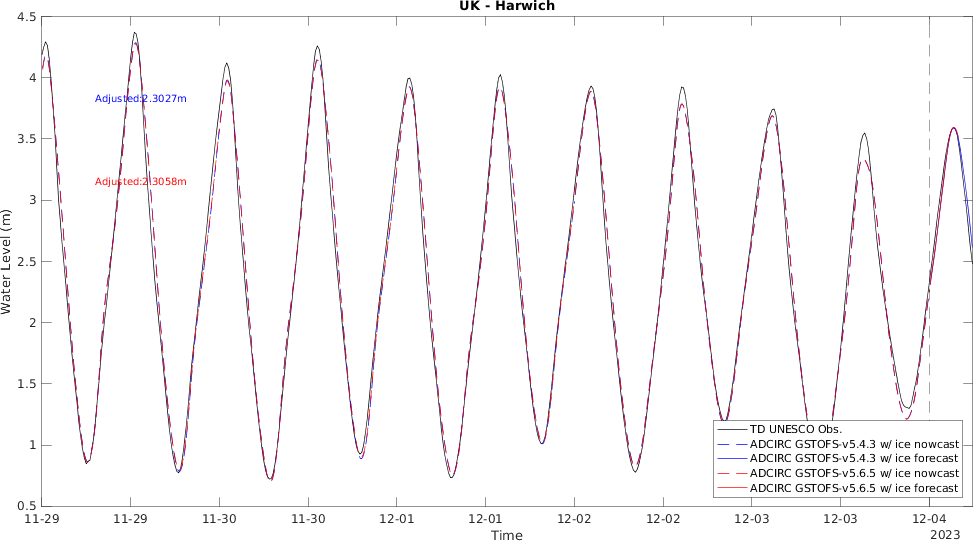 UK - Harwich
4.5
4
3.5
3
2.5
2
1.5
1
0.5
Water Level (m)
Adjusted:2.3027m
Adjusted:2.3058m
TD UNESCO Obs.
ADCIRC GSTOFS-v5.4.3 w/ ice nowcast
ADCIRC GSTOFS-v5.4.3 w/ ice forecast
ADCIRC GSTOFS-v5.6.5 w/ ice nowcast
ADCIRC GSTOFS-v5.6.5 w/ ice forecast
11-29 11-29 11-30 11-30 12-01 12-01 12-02 12-02 12-03 12-03 12-04
2023
Time